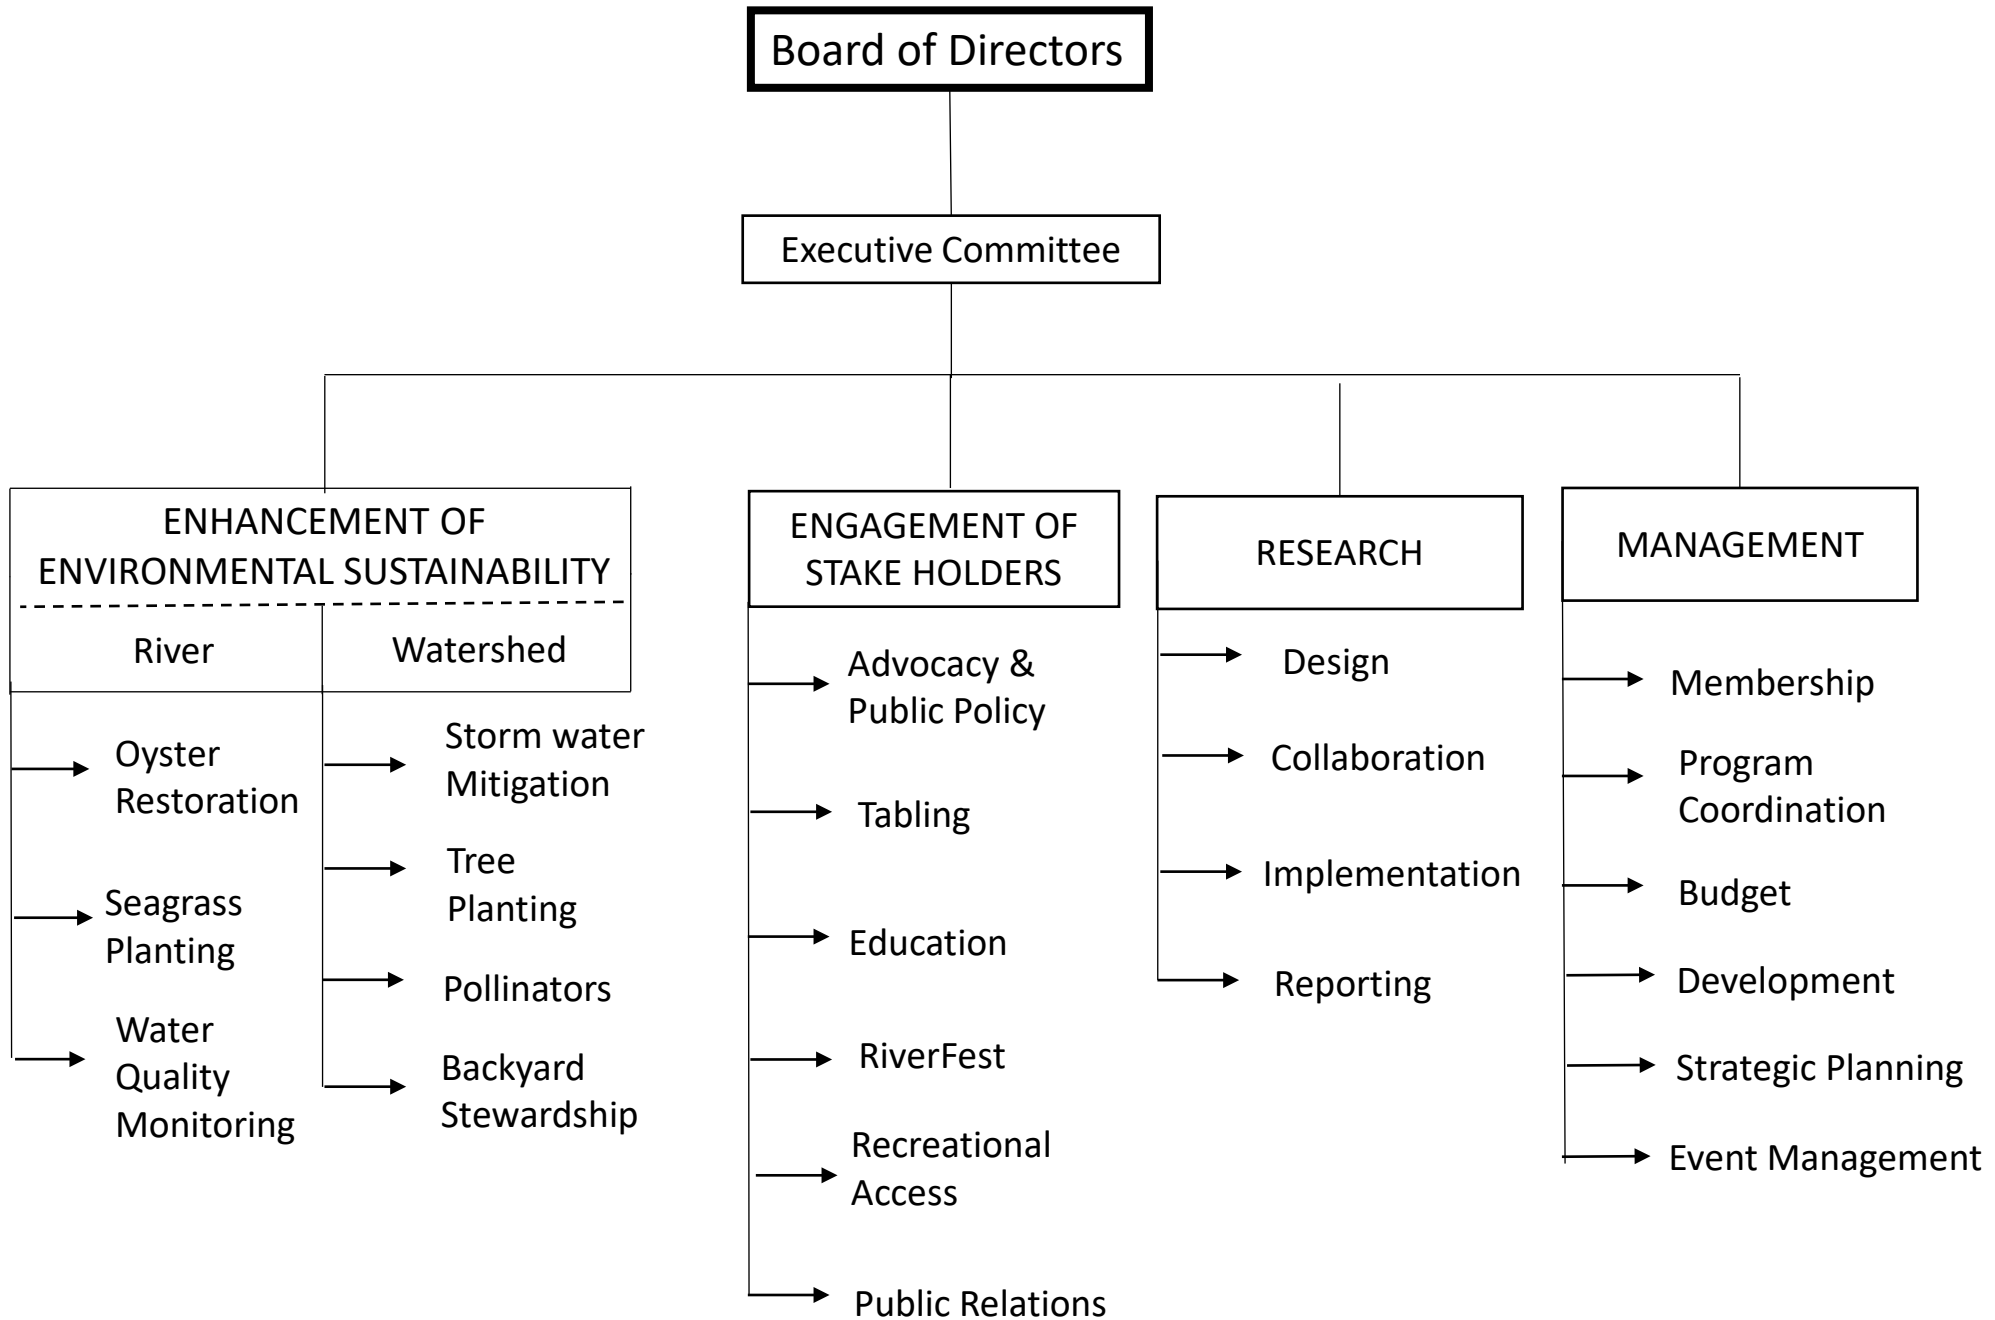 Board of Directors
Executive Committee
ENHANCEMENT OF
ENVIRONMENTAL SUSTAINABILITY
River
Watershed
Oyster
Restoration
Seagrass
Planting
Water
Quality
Monitoring
Storm water
Mitigation
Tree
Planting
Pollinators
Backyard
Stewardship
ENGAGEMENT OF
STAKE HOLDERS
Advocacy &
Public Policy
Tabling
Education
RiverFest
Recreational
Access
Public Relations
RESEARCH
Design
Collaboration
Implementation
Reporting
MANAGEMENT
Membership
Program
Coordination
Budget
Development
Strategic Planning
Event Management